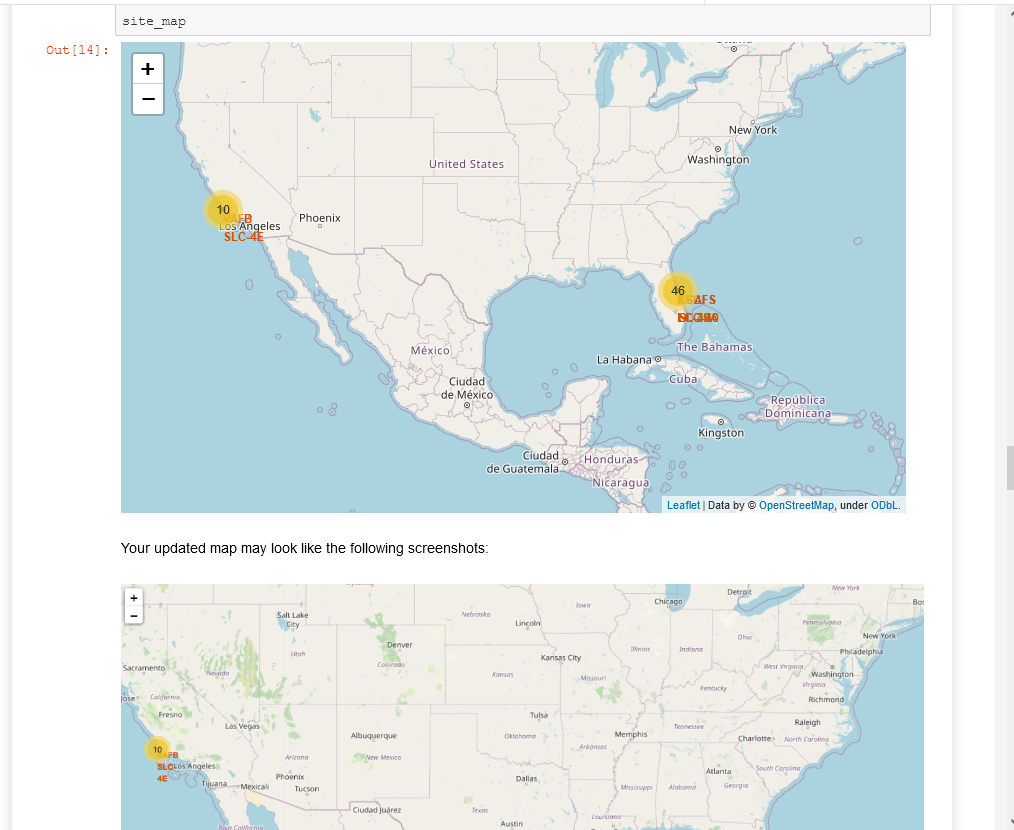 site_map
Out[14]:
+
−
New York
Washington
United States
10
AFB
Phoenix
Los Angeles
SLC-4E
46
The Bahamas
La Habana
México
Ciudad
de México
Cuba
República
Dominicana
Kingston
Ciudad
de Guatemala
Honduras
Nicaragua
Leaflet | Data by © OpenStreetMap, under ODbL.
Your updated map may look like the following screenshots:
+
−
Detroit
New York
Chicago
Iowa
Nebraska
Salt Lake
City
Lincoln
Pennsylvania
New York
Denver
Utah
Colorado
Kansas City
Illinois
Indiana
Ohio
Philadelphia
Sacramento
Nevada
Kansas
Missouri
West Virginia
Washington
Virginia
Kentucky
Richmond
California
Fresno
Las Vegas
Tulsa
Raleigh
Albuquerque
Oklahoma
Memphis
Tennessee
Charlotte
North Carolina
10
AFB
Arizona
New Mexico
Arkansas
SLC-
4E
Los Angeles
Phoenix
Atlanta
South Carolina
Tijuana
Mexicali
Tucson
Dallas
Mississippi
Alabama
Georgia
Ciudad Juárez
Texas
Louisiana
Austin
Baja California